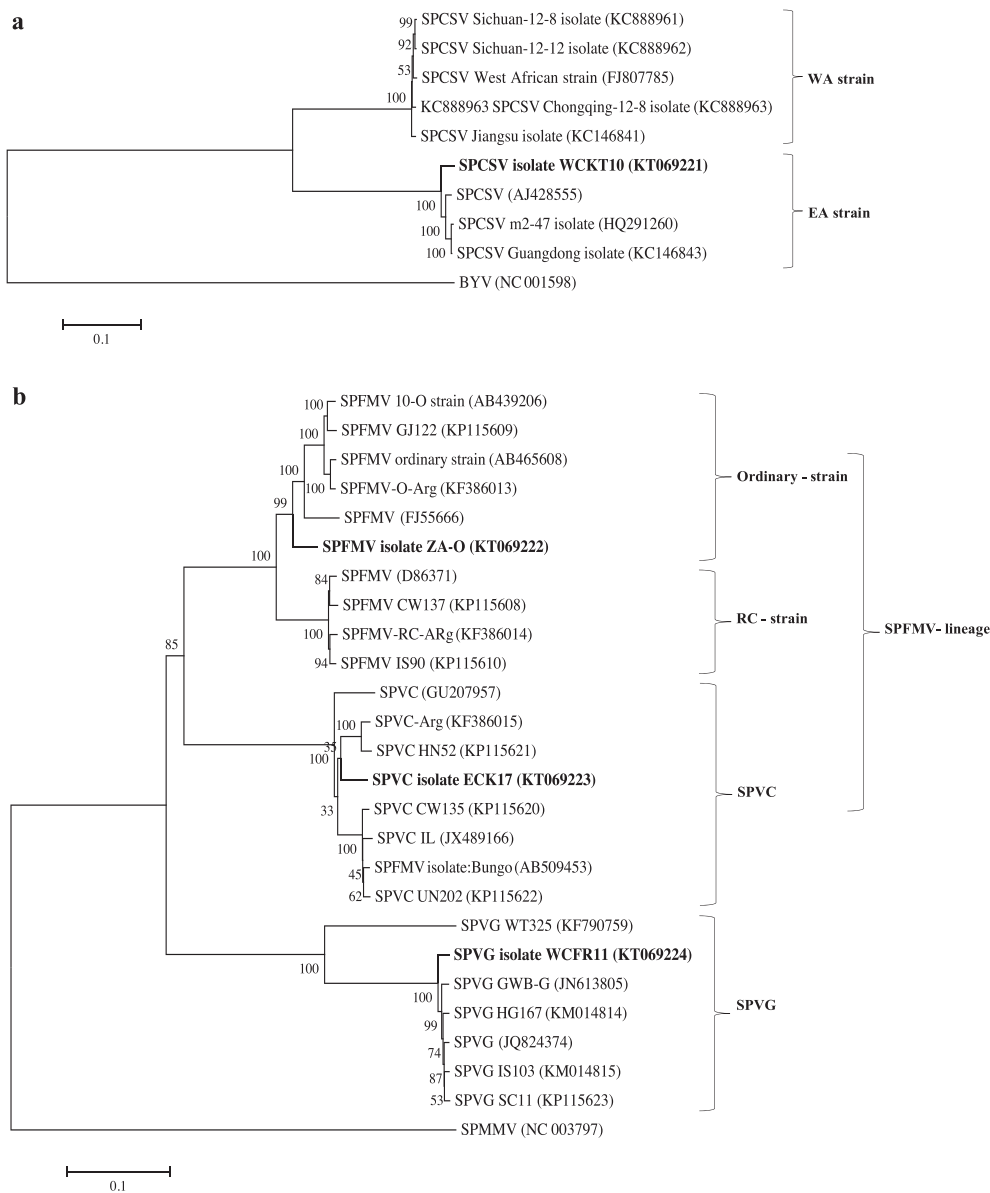 a
99
SPCSV Sichuan-12-8 isolate (KC888961)
92
SPCSV Sichuan-12-12 isolate (KC888962)
53
SPCSV West African strain (FJ807785)
WA strain
100
KC888963 SPCSV Chongqing-12-8 isolate (KC888963)
SPCSV Jiangsu isolate (KC146841)
SPCSV isolate WCKT10 (KT069221)
SPCSV (AJ428555)
100
EA strain
SPCSV m2-47 isolate (HQ291260)
100
SPCSV Guangdong isolate (KC146843)
100
BYV (NC 001598)
0.1
b
SPFMV 10-O strain (AB439206)
100
SPFMV GJ122 (KP115609)
100
SPFMV ordinary strain (AB465608)
100
Ordinary - strain
SPFMV-O-Arg (KF386013)
100
SPFMV (FJ55666)
99
SPFMV isolate ZA-O (KT069222)
100
SPFMV (D86371)
84
SPFMV CW137 (KP115608)
RC - strain
SPFMV-RC-ARg (KF386014)
100
SPFMV- lineage
SPFMV IS90 (KP115610)
94
85
SPVC (GU207957)
SPVC-Arg (KF386015)
100
SPVC HN52 (KP115621)
35
100
SPVC isolate ECK17 (KT069223)
SPVC
SPVC CW135 (KP115620)
33
SPVC IL (JX489166)
100
SPFMV isolate:Bungo (AB509453)
45
SPVC UN202 (KP115622)
62
SPVG WT325 (KF790759)
SPVG isolate WCFR11 (KT069224)
100
SPVG GWB-G (JN613805)
100
SPVG
SPVG HG167 (KM014814)
99
SPVG (JQ824374)
74
SPVG IS103 (KM014815)
87
SPVG SC11 (KP115623)
53
SPMMV (NC 003797)
0.1